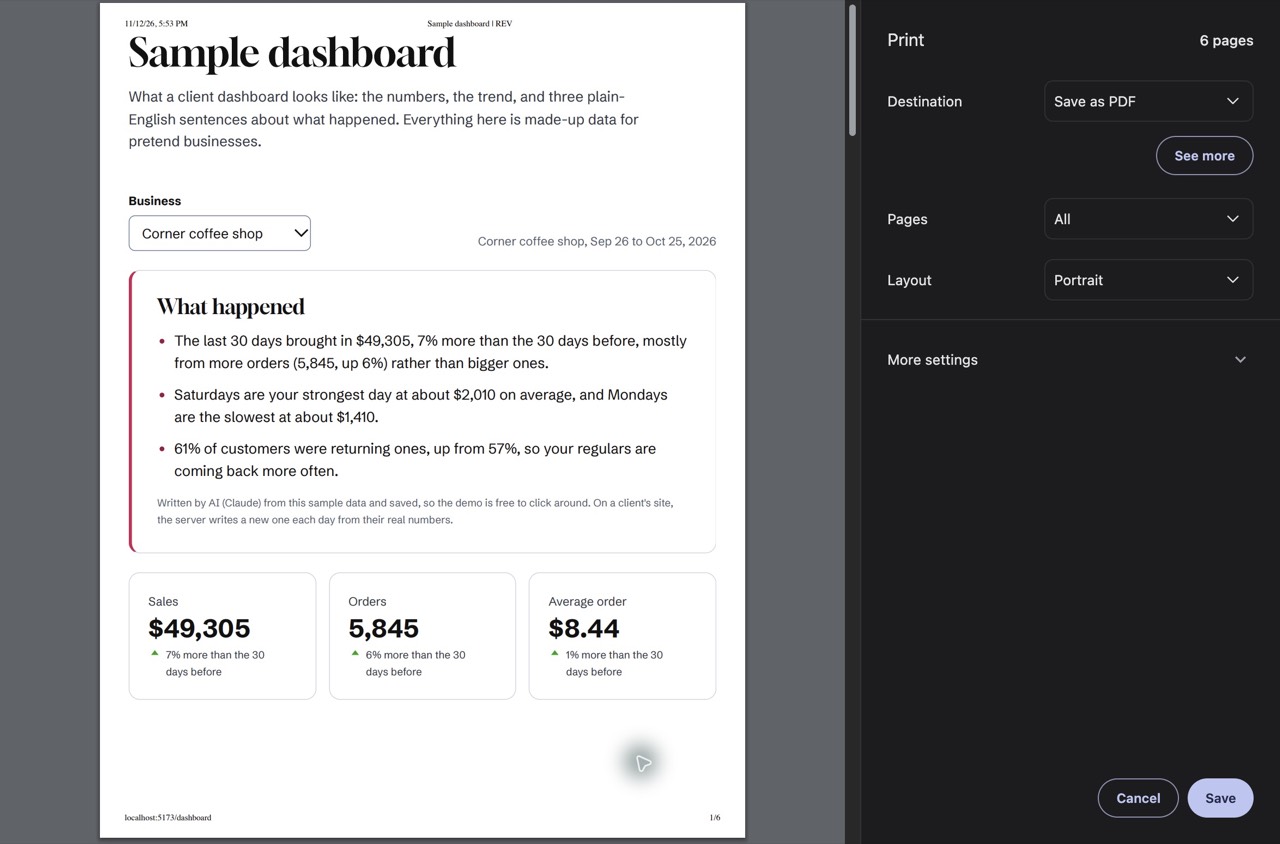 11/12/26, 5:53 PM
Sample dashboard | REV
Sample dashboard
What a client dashboard looks like: the numbers, the trend, and three plain-
English sentences about what happened. Everything here is made-up data for
pretend businesses.
Business
Corner coffee shop
Corner coffee shop, Sep 26 to Oct 25, 2026
What happened
• The last 30 days brought in $49,305, 7% more than the 30 days before, mostly
from more orders (5,845, up 6%) rather than bigger ones.
• Saturdays are your strongest day at about $2,010 on average, and Mondays
are the slowest at about $1,410.
• 61% of customers were returning ones, up from 57%, so your regulars are
coming back more often.
Written by AI (Claude) from this sample data and saved, so the demo is free to click around. On a client's site,
the server writes a new one each day from their real numbers.
Sales
$49,305
7% more than the 30
days before
Orders
5,845
6% more than the 30
days before
Average order
$8.44
1% more than the 30
days before
localhost:5173/dashboard
1/6
Print
6 pages
Destination
Save as PDF
See more
Pages
All
Layout
Portrait
More settings
Cancel
Save